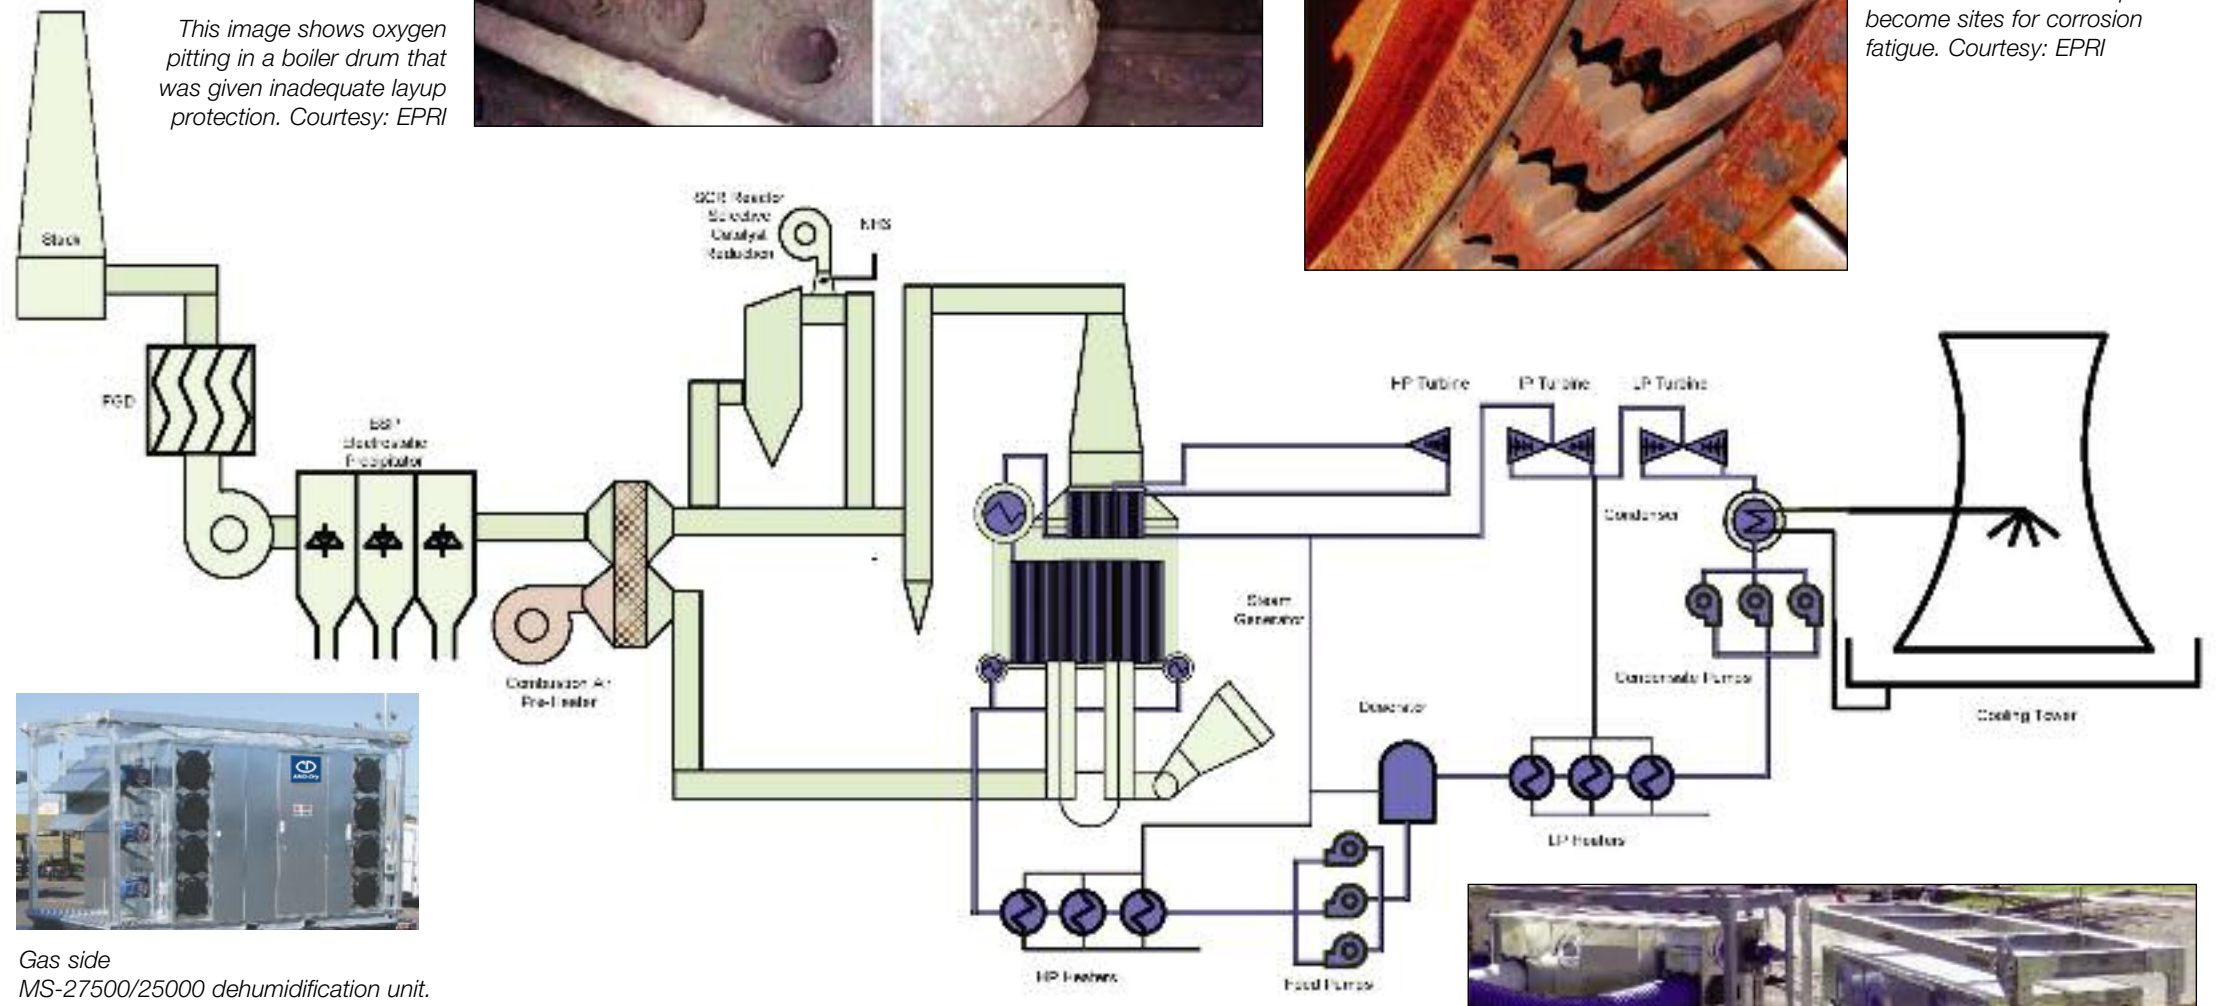 This image shows oxygen
pitting in a boiler drum that
was given inadequate layup
protection. Courtesy: EPRI
become sites for corrosion
fatigue. Courtesy: EPRI
Stack
SCR Reactor
Selective
Catalyst
Reduction
NHS
FGD
ESP
Electrostatic
Precipitator
HP Turbine
IP Turbine
LP Turbine
Condenser
Steam
Generator
Combustion Air
Pre-Heater
Condensate Pumps
Cooling Tower
Deaerator
LP Heaters
HP Heaters
Feed Pumps
Gas side
MS-27500/25000 dehumidification unit.